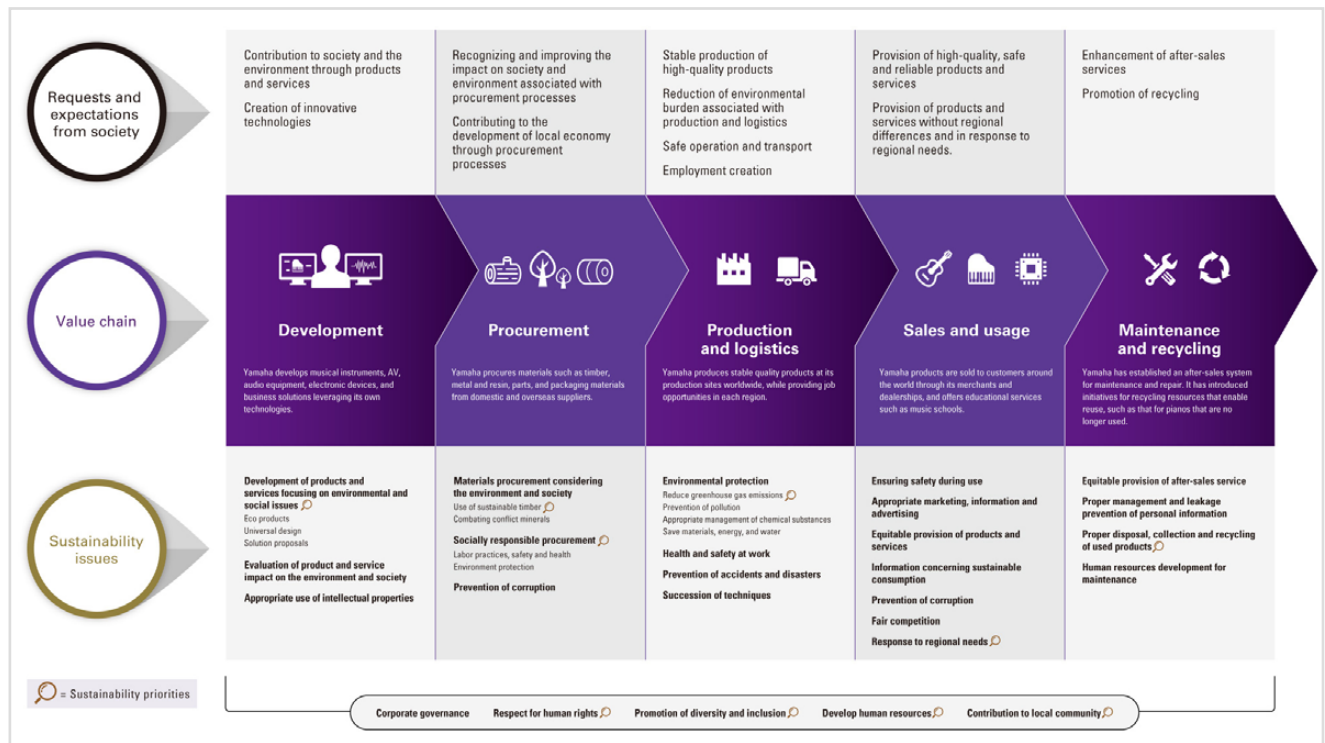 Requests and
expectations
from society
Contribution to society and the
environment through products
and services
Creation of innovative
technologies
Recognizing and improving the
impact on society and
environment associated with
procurement processes
Contributing to the
development of local economy
through procurement
processes
Stable production of
high-quality products
Reduction of environmental
burden associated with
production and logistics
Safe operation and transport
Employment creation
Provision of high-quality, safe
and reliable products and
services
Provision of products and
services without regional
differences and in response to
regional needs.
Enhancement of after-sales
services
Promotion of recycling
Value chain
Development
Yamaha develops musical instruments, AV,
audio equipment, electronic devices, and
business solutions leveraging its own
technologies.
Procurement
Yamaha procures materials such as timber,
metal and resin, parts, and packaging materials
from domestic and overseas suppliers.
Production
and logistics
Yamaha produces stable quality products at its
production sites worldwide, while providing job
opportunities in each region.
Sales and usage
Yamaha products are sold to customers around
the world through its merchants and
dealerships, and offers educational services
such as music schools.
Maintenance
and recycling
Yamaha has established an after-sales system
for maintenance and repair. It has introduced
initiatives for recycling resources that enable
reuse, such as that for pianos that are no
longer used.
Sustainability
issues
Development of products and
services focusing on environmental and
social issues
Eco products
Universal design
Solution proposals
Evaluation of product and service
impact on the environment and society
Appropriate use of intellectual properties
Materials procurement considering
the environment and society
Use of sustainable timber
Combating conflict minerals
Socially responsible procurement
Labor practices, safety and health
Environment protection
Prevention of corruption
Environmental protection
Reduce greenhouse gas emissions
Prevention of pollution
Appropriate management of chemical substances
Save materials, energy, and water
Health and safety at work
Prevention of accidents and disasters
Succession of techniques
Ensuring safety during use
Appropriate marketing, information and
advertising
Equitable provision of products and
services
Information concerning sustainable
consumption
Prevention of corruption
Fair competition
Response to regional needs
Equitable provision of after-sales service
Proper management and leakage
prevention of personal information
Proper disposal, collection and recycling
of used products
Human resources development for
maintenance
= Sustainability priorities
Corporate governance Respect for human rights Promotion of diversity and inclusion Develop human resources Contribution to local community